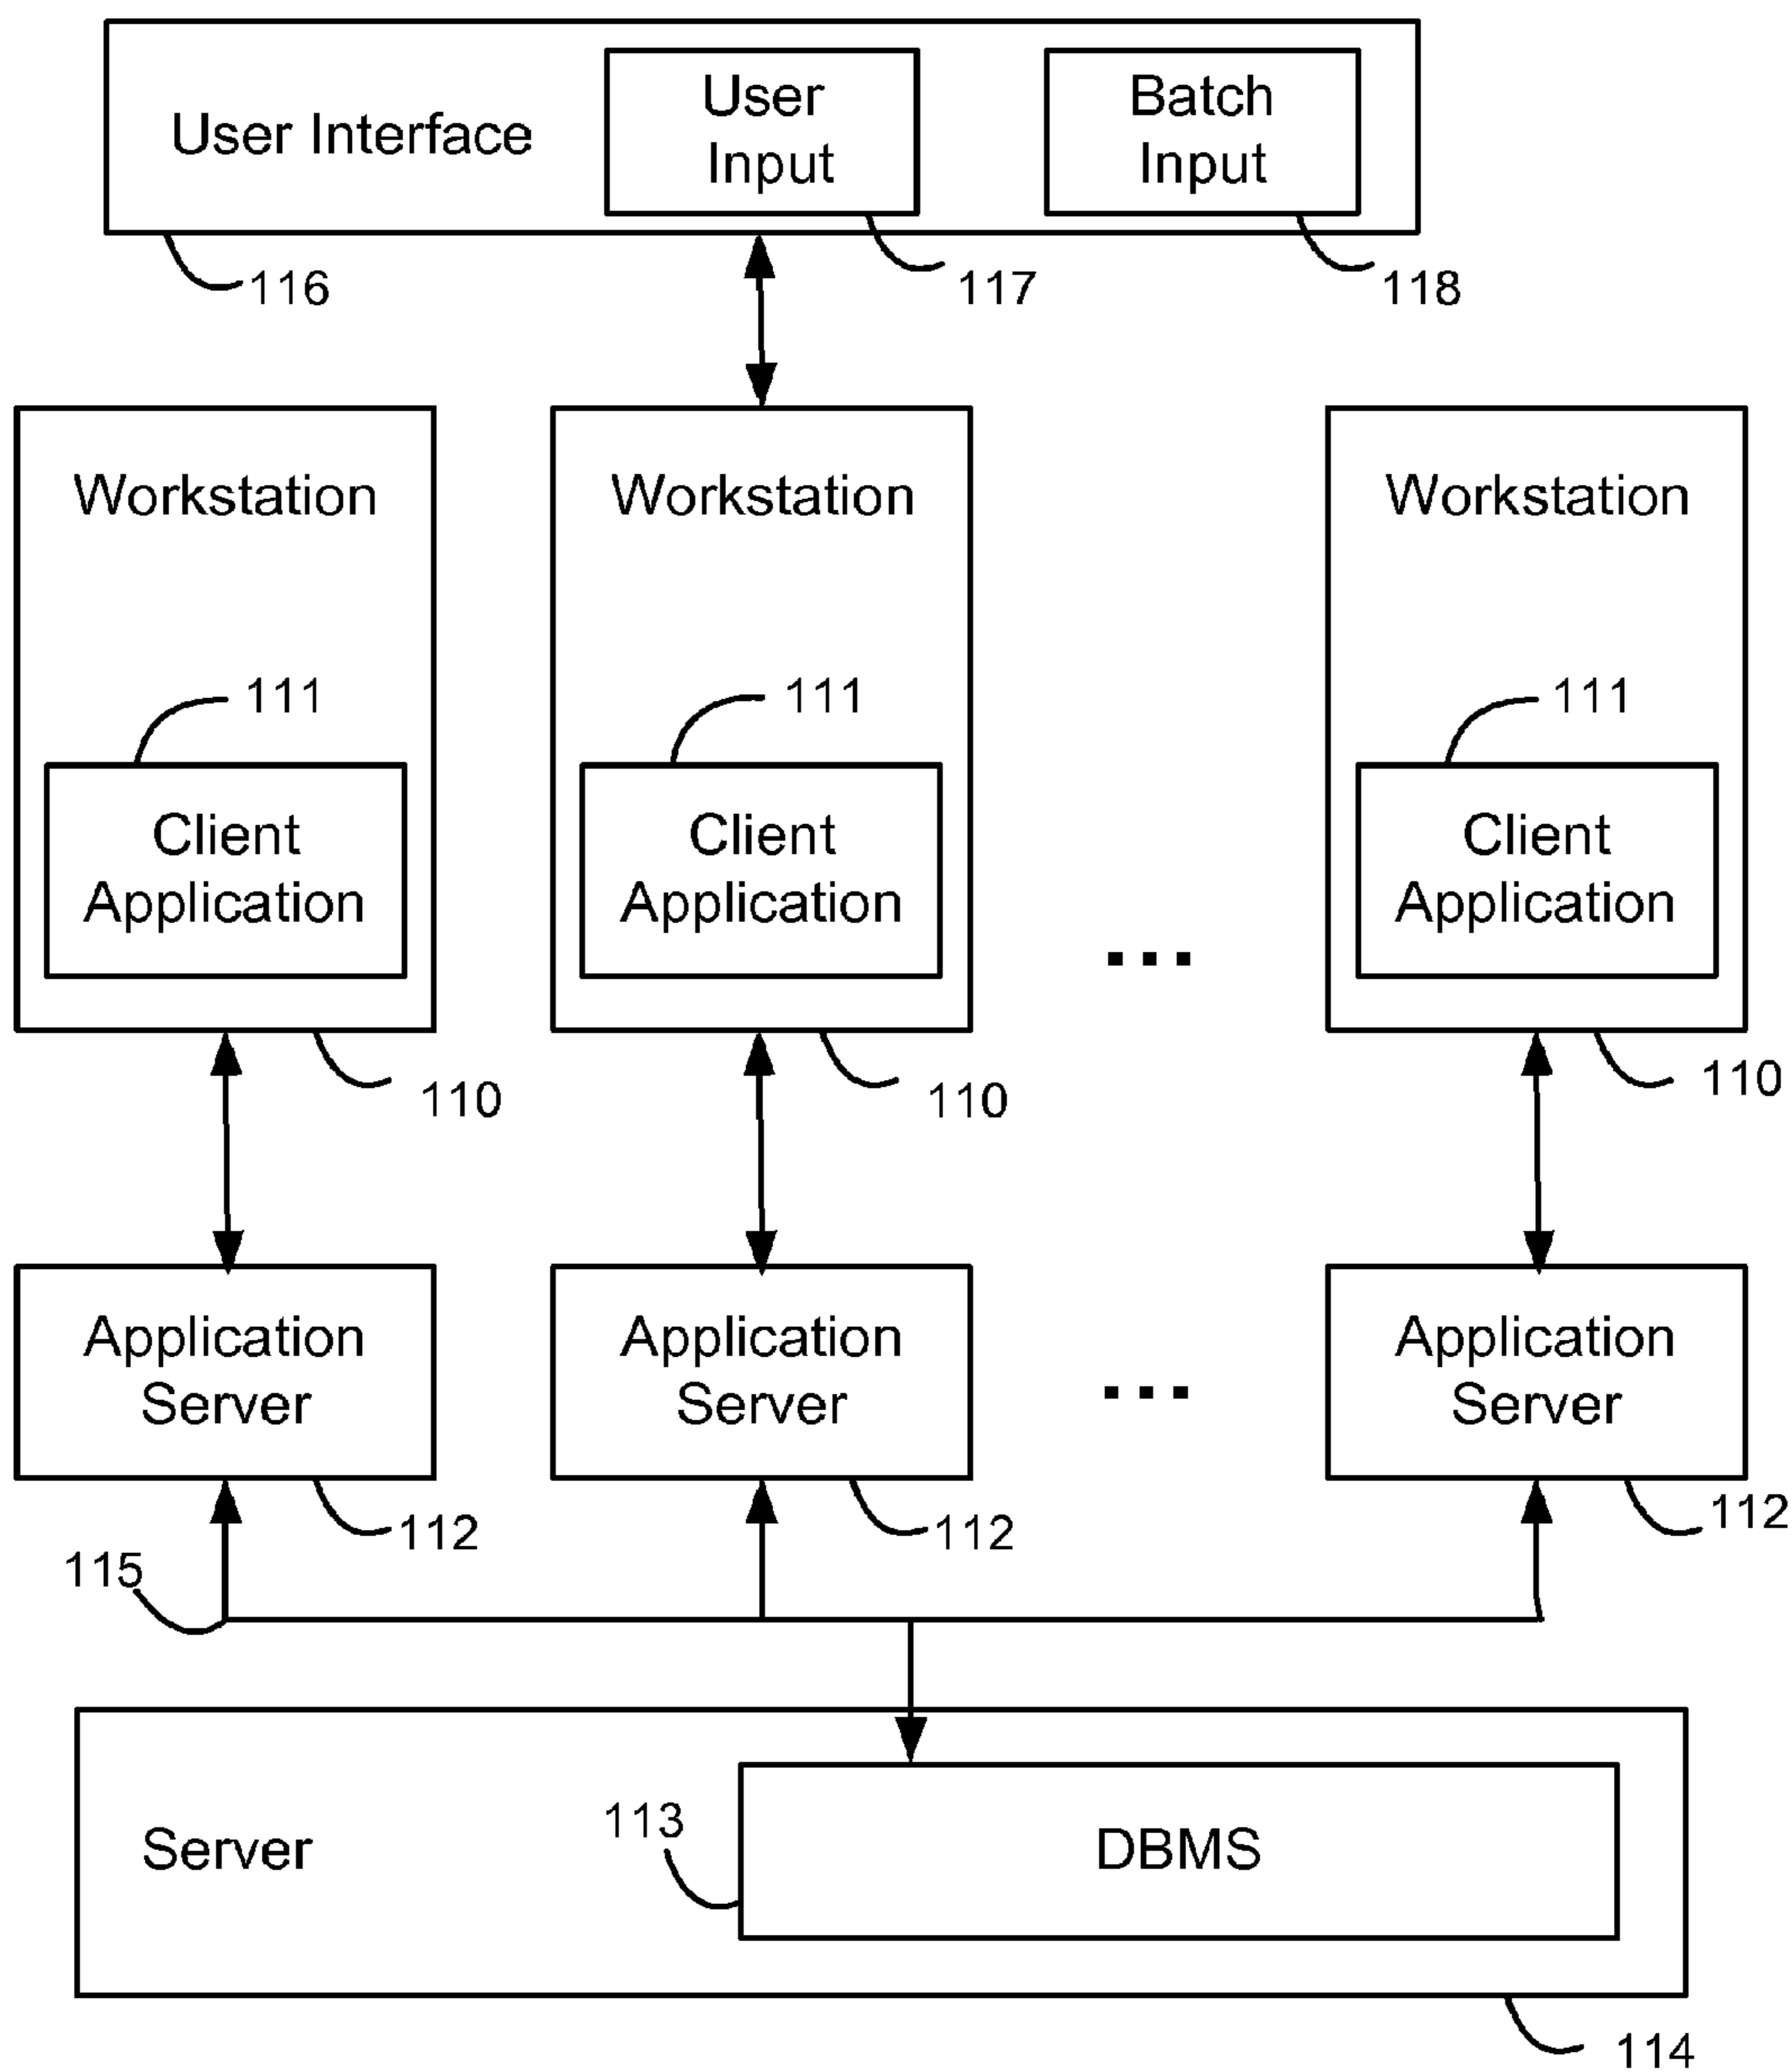 User Interface
User
Input
Batch
Input
116
117
118
Workstation
Workstation
Workstation
111
111
111
Client
Application
Client
Application
Client
Application
...
110
110
110
Application
Server
Application
Server
...
Application
Server
112
112
112
115
Server
113
DBMS
114